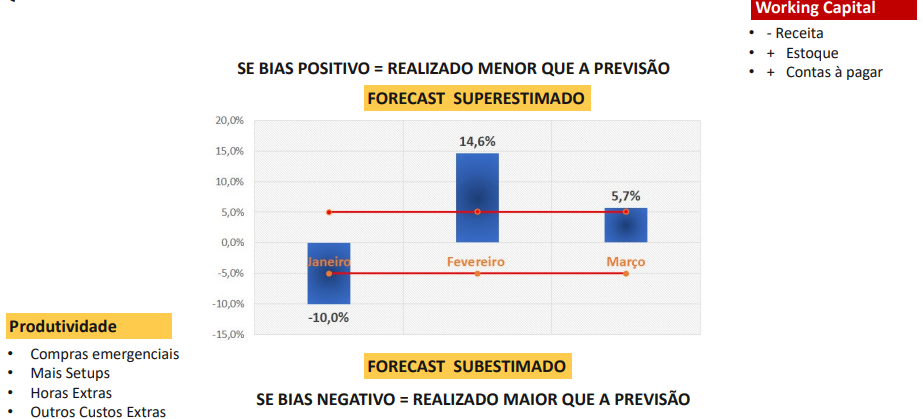 Working Capital
• - Receita
• + Estoque
• + Contas à pagar
SE BIAS POSITIVO = REALIZADO MENOR QUE A PREVISÃO
FORECAST SUPERESTIMADO
20,0%
15,0%
10,0%
5,0%
0,0%
-5,0%
-10,0%
-15,0%
14,6%
5,7%
Janeiro Fevereiro Março
-10,0%
Produtividade
• Compras emergenciais
• Mais Setups
• Horas Extras
• Outros Custos Extras
FORECAST SUBESTIMADO
SE BIAS NEGATIVO = REALIZADO MAIOR QUE A PREVISÃO